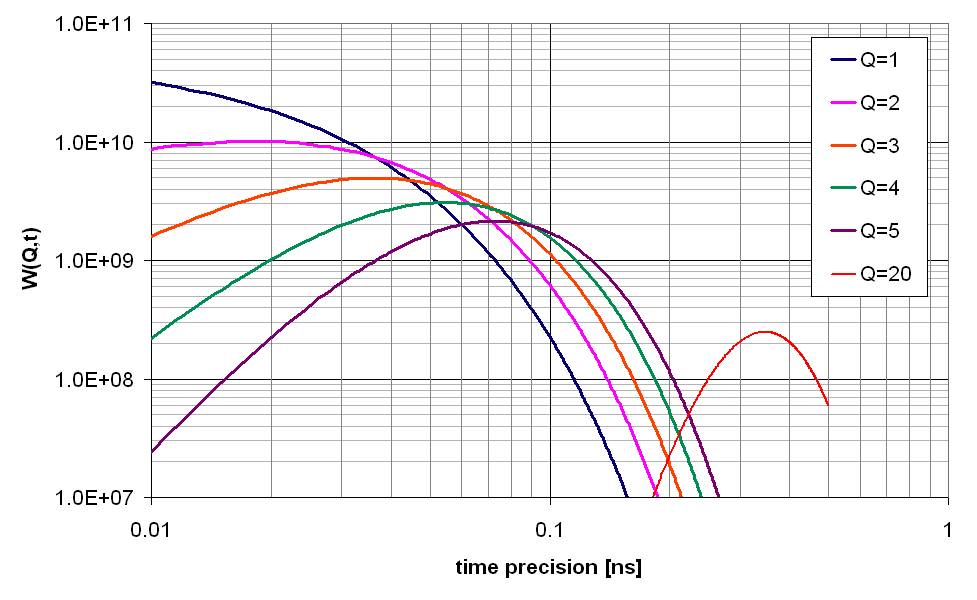 1.0E+11
1.0E+10
1.0E+09
1.0E+08
1.0E+07
W(Q,t)
0.01
0.1
1
time precision [ns]
Q=1
Q=2
Q=3
Q=4
Q=5
Q=20